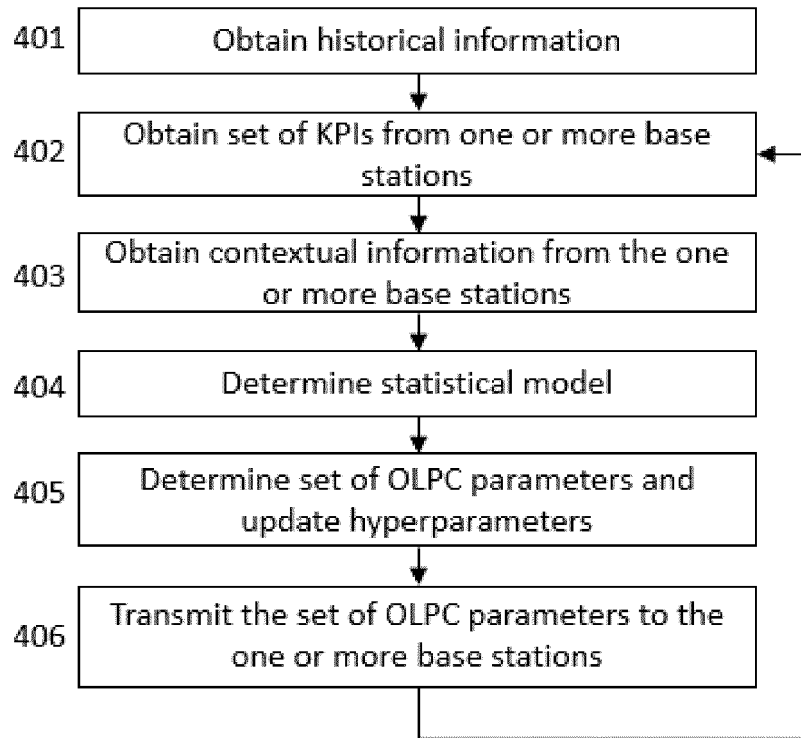 401 Obtain historical information
402 Obtain set of KPIs from one or more base
stations
403 Obtain contextual information from the one
or more base stations
404 Determine statistical model
405 Determine set of OLPC parameters and
update hyperparameters
406 Transmit the set of OLPC parameters to the
one or more base stations